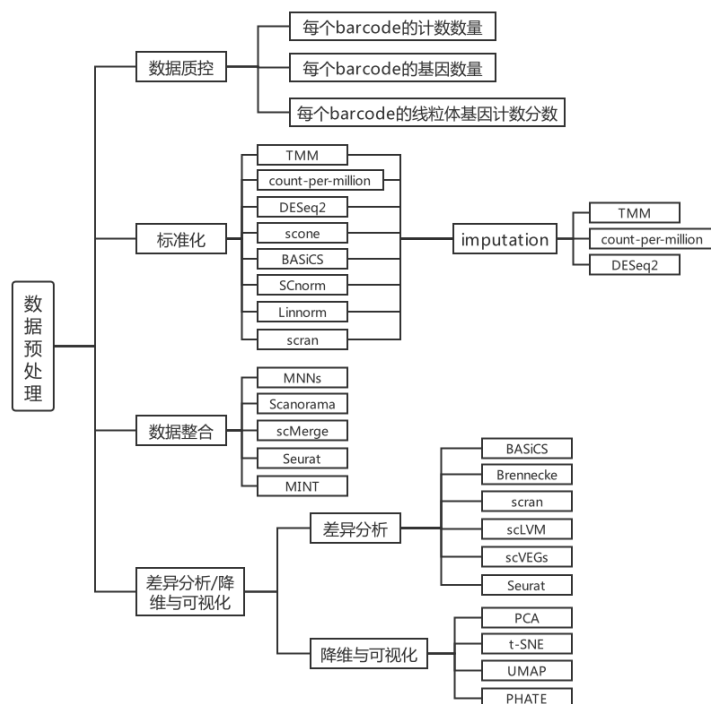 数据预处理
数据质控
每个barcode的计数数量
每个barcode的基因数量
每个barcode的线粒体基因计数分数
标准化
TMM
count-per-million
DESeq2
scone
BASiCS
SCnorm
Linnorm
scran
imputation
TMM
count-per-million
DESeq2
数据整合
MNNs
Scanorama
scMerge
Seurat
MINT
差异分析/降
维与可视化
差异分析
BASiCS
Brennecke
scran
scLVM
scVEGs
Seurat
降维与可视化
PCA
t-SNE
UMAP
PHATE